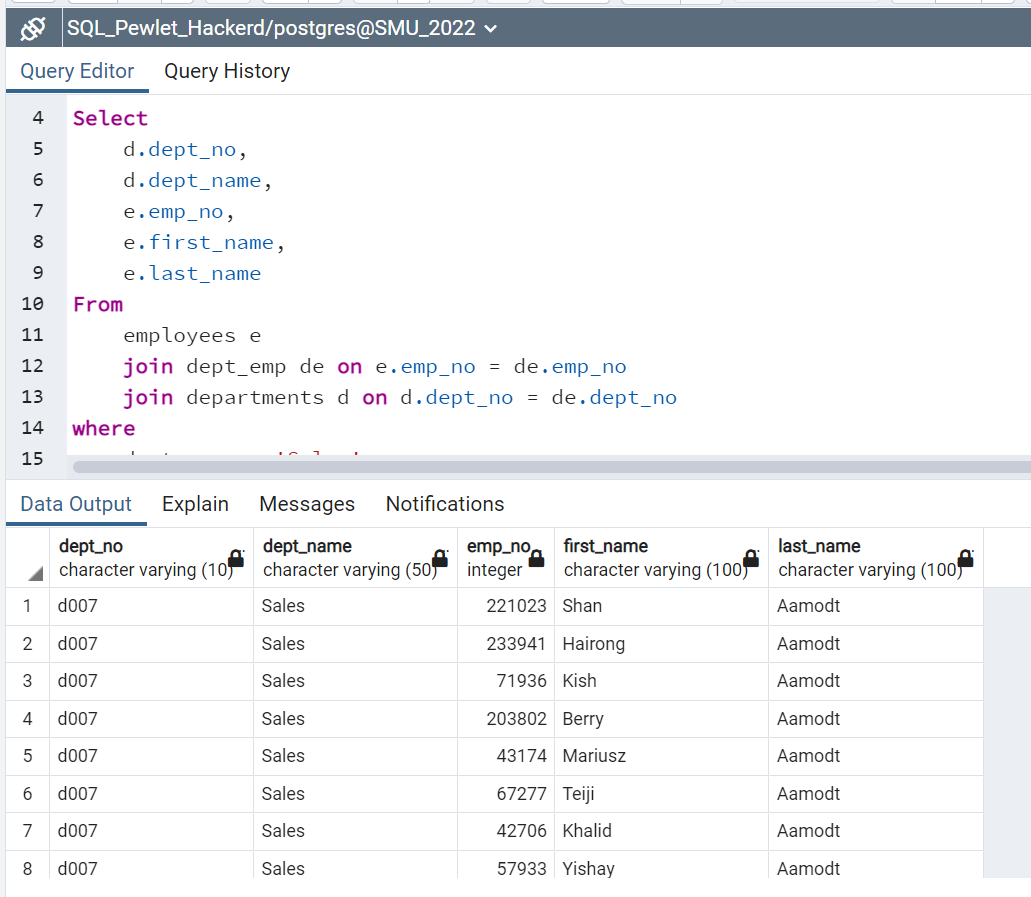 SQL_Pewlet_Hackerd/postgres@SMU_2022
Query Editor Query History
4 Select
5 d.dept_no,
6 d.dept_name,
7 e.emp_no,
8 e.first_name,
9 e.last_name
10 From
11 employees e
12 join dept_emp de on e.emp_no = de.emp_no
13 join departments d on d.dept_no = de.dept_no
14 where
15
Data Output Explain Messages Notifications
dept_no dept_name emp_no first_name last_name
character varying (10) character varying (50) integer character varying (100) character varying (100)
1 d007 Sales 221023 Shan Aamodt
2 d007 Sales 233941 Hairong Aamodt
3 d007 Sales 71936 Kish Aamodt
4 d007 Sales 203802 Berry Aamodt
5 d007 Sales 43174 Mariusz Aamodt
6 d007 Sales 67277 Teiji Aamodt
7 d007 Sales 42706 Khalid Aamodt
8 d007 Sales 57933 Yishay Aamodt